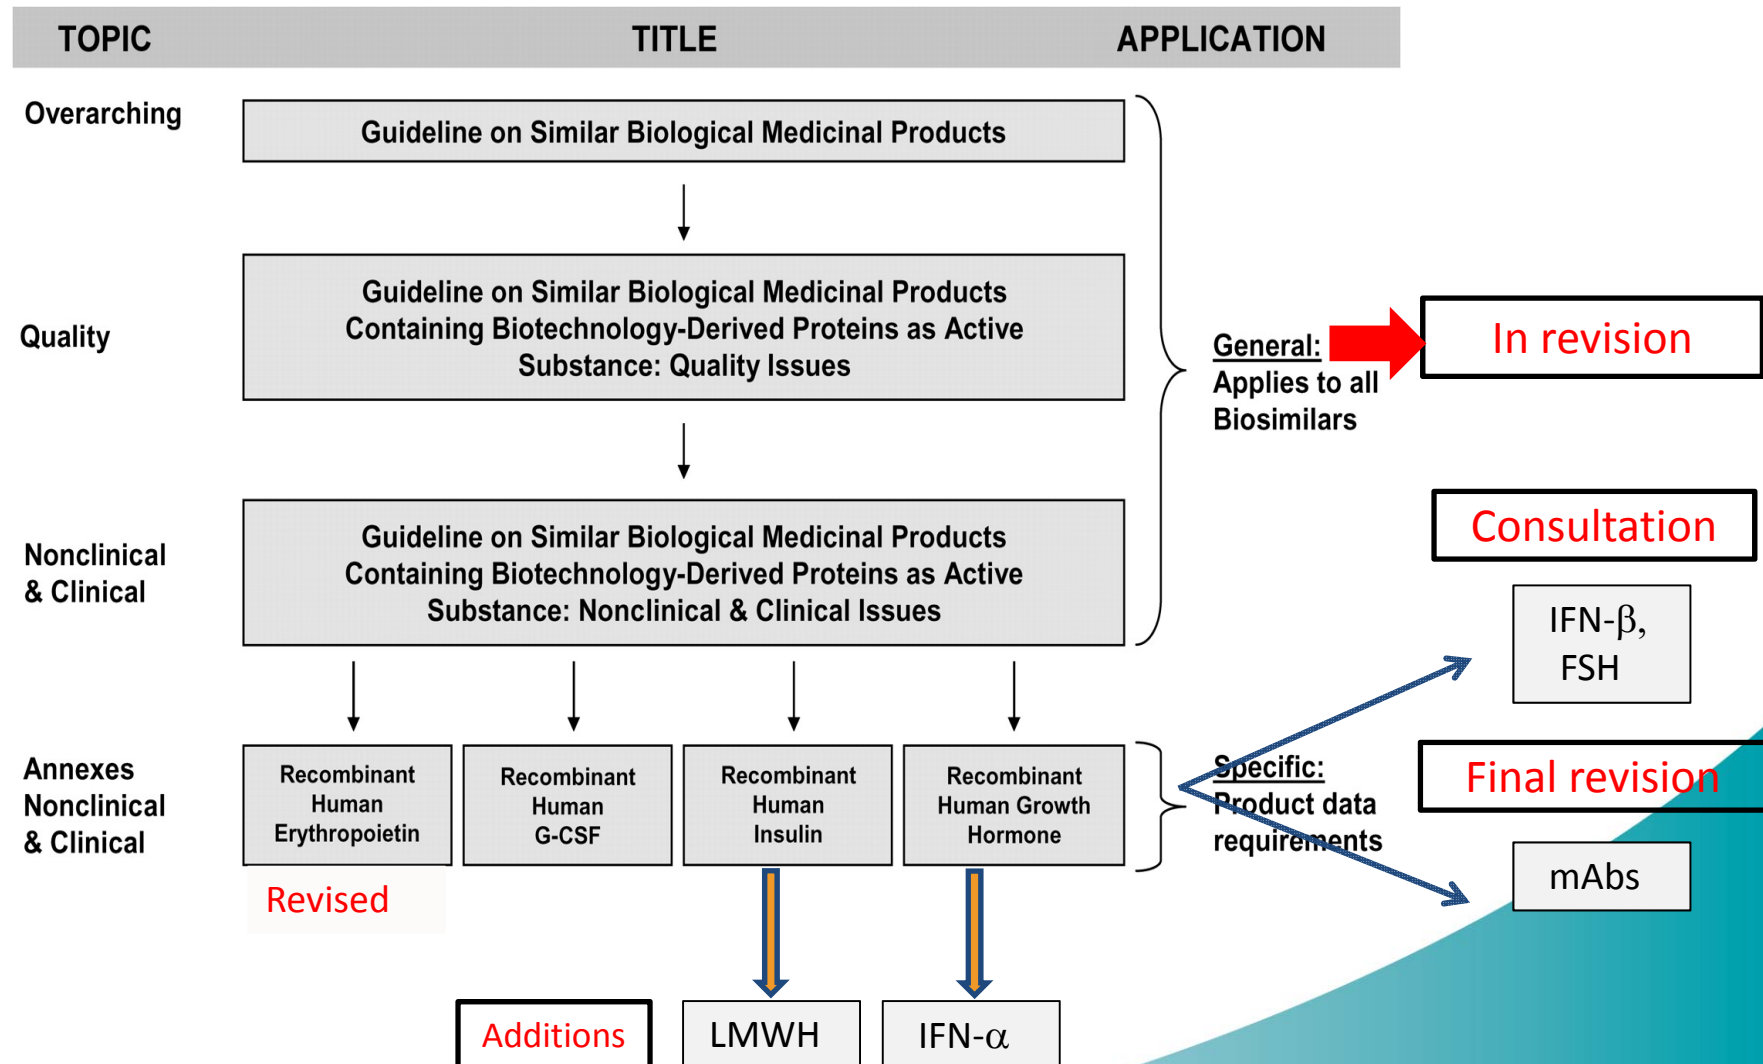 TOPIC TITLE APPLICATION
Overarching
Guideline on Similar Biological Medicinal Products
Quality
Guideline on Similar Biological Medicinal Products
Containing Biotechnology-Derived Proteins as Active
Substance: Quality Issues
General:
Applies to all
Biosimilars
In revision
Nonclinical
& Clinical
Guideline on Similar Biological Medicinal Products
Containing Biotechnology-Derived Proteins as Active
Substance: Nonclinical & Clinical Issues
Consultation
IFN-β,
FSH
Annexes
Nonclinical
& Clinical
Recombinant
Human
Erythropoietin
Recombinant
Human
G-CSF
Recombinant
Human
Insulin
Recombinant
Human Growth
Hormone
Specific:
Product data
requirements
Final revision
mAbs
Revised
Additions
LMWH
IFN-α